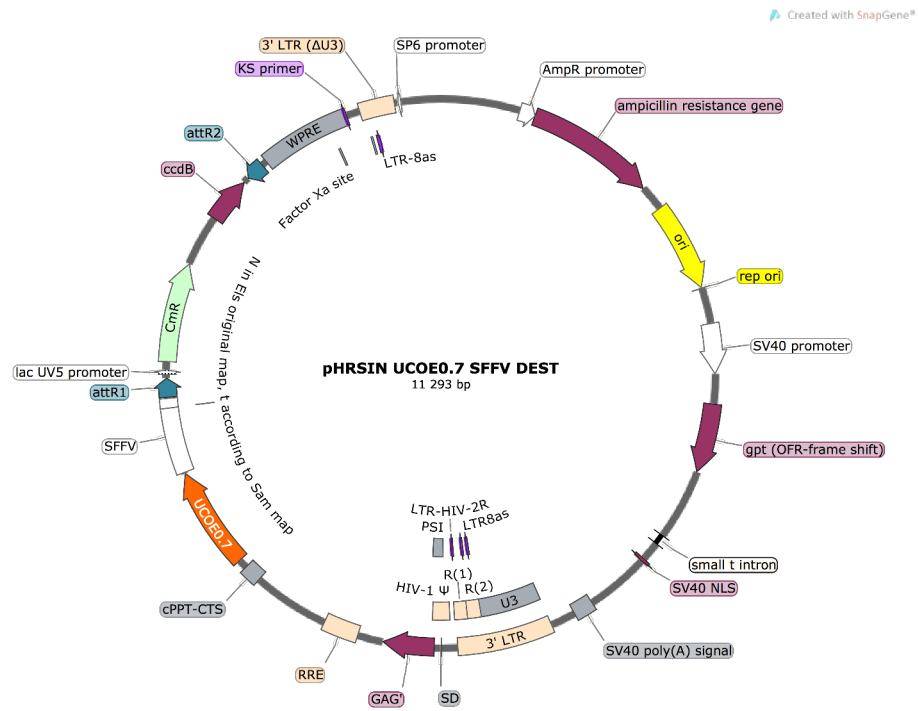 Created with SnapGene®
3' LTR (ΔU3)
SP6 promoter
KS primer
AmpR promoter
ampicillin resistance gene
attR2
WPRE
LTR-8as
ccdB
Factor Xa site
ori
rep ori
N in Els original map, t according to Sam map
CmR
SV40 promoter
pHRSIN UCOE0.7 SFFV DEST
11 293 bp
lac UV5 promoter
attR1
SFFV
gpt (OFR-frame shift)
UCOE0.7
LTR-HIV-2R
PSI
LTR8as
small t intron
SV40 NLS
R(1)
HIV-1 Ψ
R(2)
U3
cPPT-CTS
3' LTR
SV40 poly(A) signal
RRE
GAG'
SD